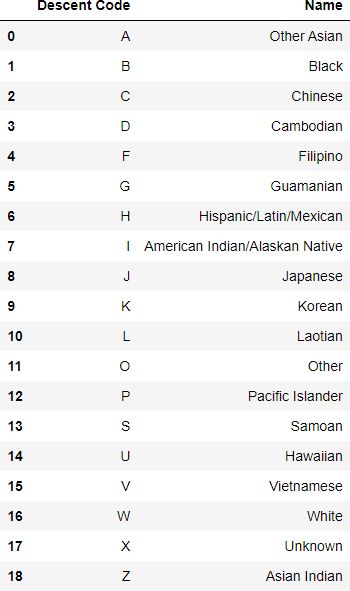 Descent Code Name
0 A Other Asian
1 B Black
2 C Chinese
3 D Cambodian
4 F Filipino
5 G Guamanian
6 H Hispanic/Latin/Mexican
7 I American Indian/Alaskan Native
8 J Japanese
9 K Korean
10 L Laotian
11 O Other
12 P Pacific Islander
13 S Samoan
14 U Hawaiian
15 V Vietnamese
16 W White
17 X Unknown
18 Z Asian Indian